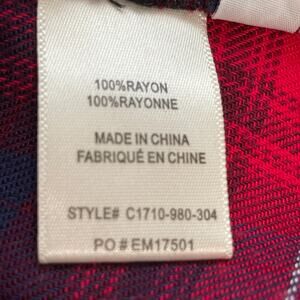 100%RAYON
100%RAYONNE
MADE IN CHINA
FABRIQUÉ EN CHINE
STYLE# C1710-980-304
PO # EM17501